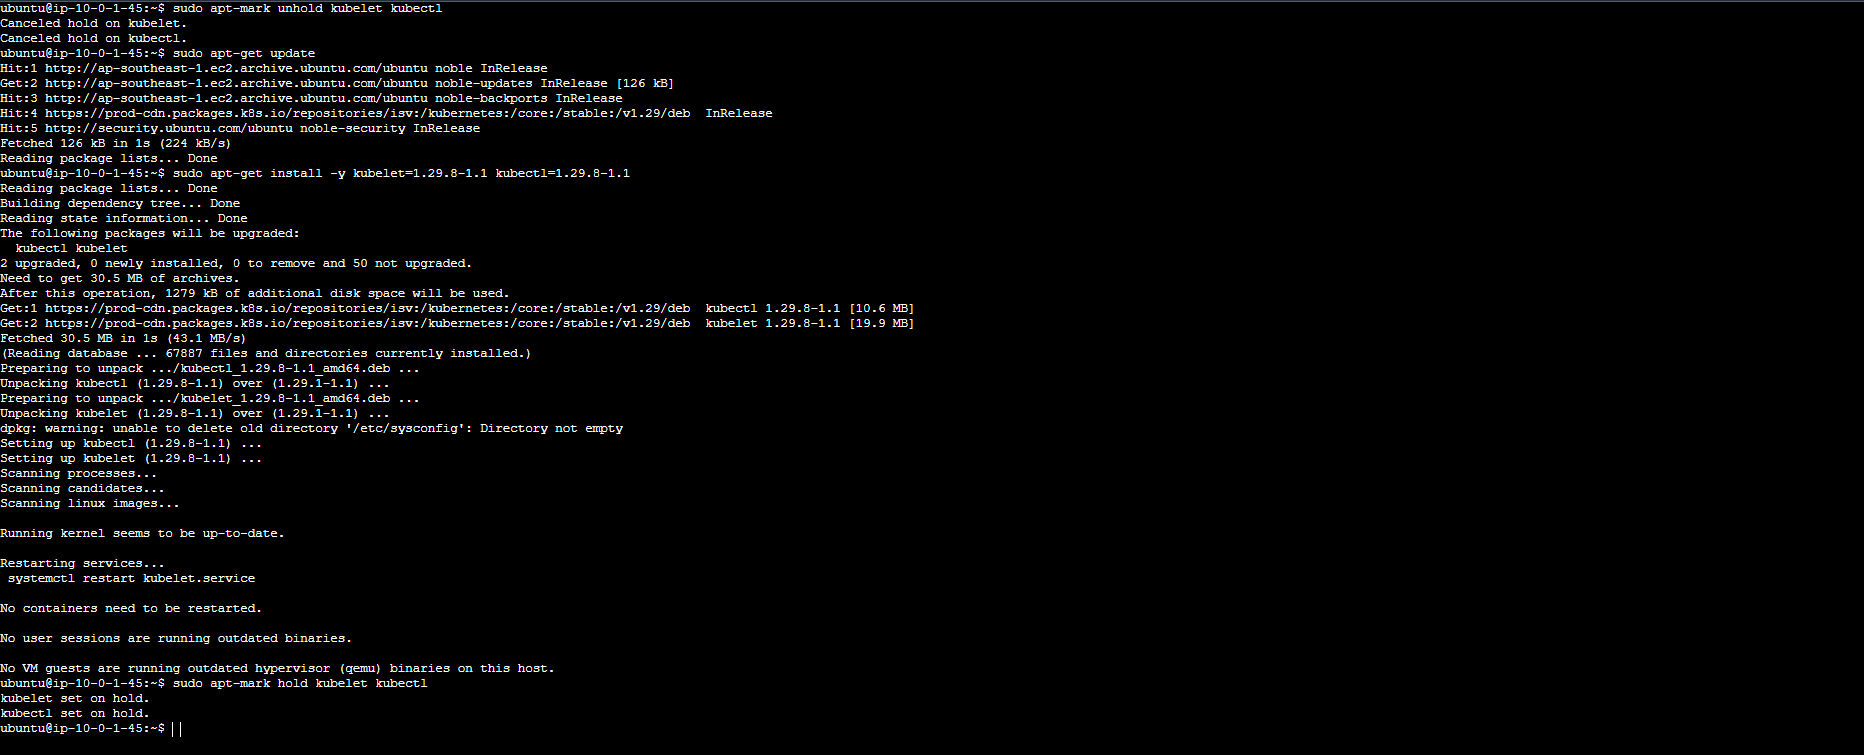 ubuntu@ip-10-0-1-45:~$ sudo apt-mark unhold kubelet kubectl
Canceled hold on kubelet.
Canceled hold on kubectl.
ubuntu@ip-10-0-1-45:~$ sudo apt-get update
Hit:1 http://ap-southeast-1.ec2.archive.ubuntu.com/ubuntu noble InRelease
Get:2 http://ap-southeast-1.ec2.archive.ubuntu.com/ubuntu noble-updates InRelease [126 kB]
Hit:3 http://ap-southeast-1.ec2.archive.ubuntu.com/ubuntu noble-backports InRelease
Hit:4 https://prod-cdn.packages.k8s.io/repositories/isv:/kubernetes:/core:/stable:/v1.29/deb  InRelease
Hit:5 http://security.ubuntu.com/ubuntu noble-security InRelease
Fetched 126 kB in 1s (224 kB/s)
Reading package lists... Done
ubuntu@ip-10-0-1-45:~$ sudo apt-get install -y kubelet=1.29.8-1.1 kubectl=1.29.8-1.1
Reading package lists... Done
Building dependency tree... Done
Reading state information... Done
The following packages will be upgraded:
  kubectl kubelet
2 upgraded, 0 newly installed, 0 to remove and 50 not upgraded.
Need to get 30.5 MB of archives.
After this operation, 1279 kB of additional disk space will be used.
Get:1 https://prod-cdn.packages.k8s.io/repositories/isv:/kubernetes:/core:/stable:/v1.29/deb  kubectl 1.29.8-1.1 [10.6 MB]
Get:2 https://prod-cdn.packages.k8s.io/repositories/isv:/kubernetes:/core:/stable:/v1.29/deb  kubelet 1.29.8-1.1 [19.9 MB]
Fetched 30.5 MB in 1s (43.1 MB/s)
(Reading database ... 67887 files and directories currently installed.)
Preparing to unpack .../kubectl_1.29.8-1.1_amd64.deb ...
Unpacking kubectl (1.29.8-1.1) over (1.29.1-1.1) ...
Preparing to unpack .../kubelet_1.29.8-1.1_amd64.deb ...
Unpacking kubelet (1.29.8-1.1) over (1.29.1-1.1) ...
dpkg: warning: unable to delete old directory '/etc/sysconfig': Directory not empty
Setting up kubectl (1.29.8-1.1) ...
Setting up kubelet (1.29.8-1.1) ...
Scanning processes...
Scanning candidates...
Scanning linux images...

Running kernel seems to be up-to-date.

Restarting services...
 systemctl restart kubelet.service

No containers need to be restarted.

No user sessions are running outdated binaries.

No VM guests are running outdated hypervisor (qemu) binaries on this host.
ubuntu@ip-10-0-1-45:~$ sudo apt-mark hold kubelet kubectl
kubelet set on hold.
kubectl set on hold.
ubuntu@ip-10-0-1-45:~$